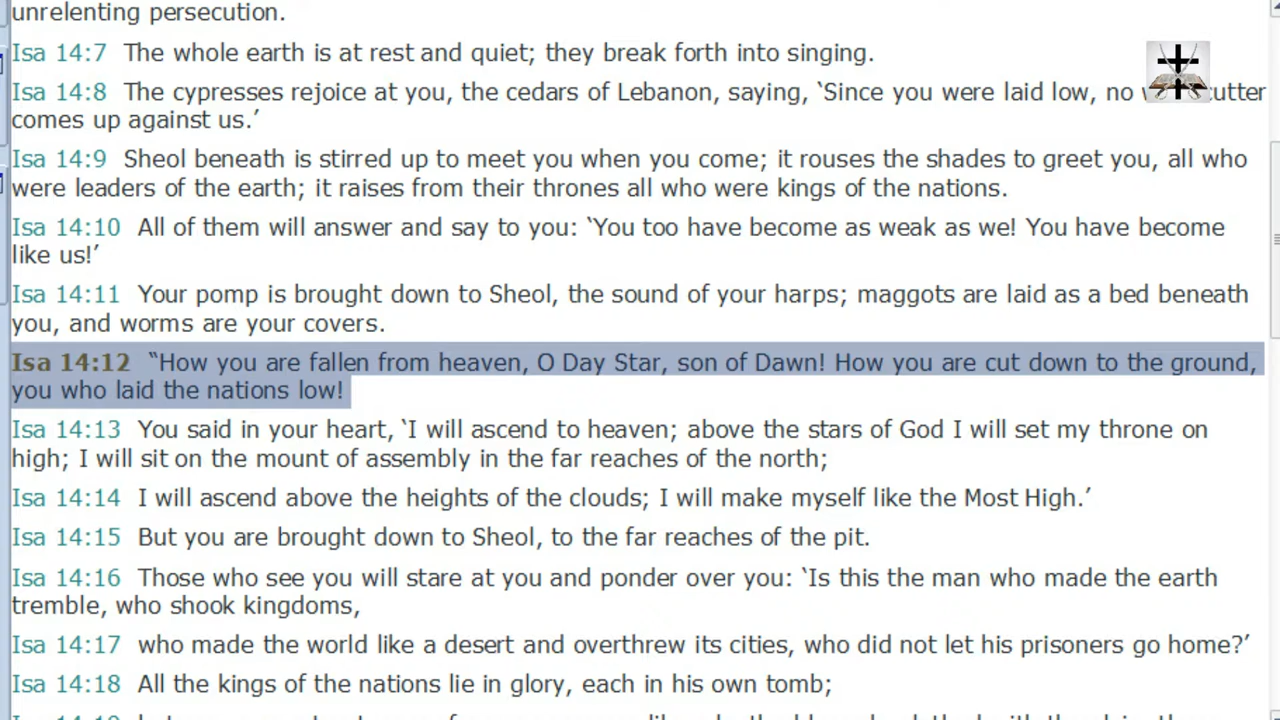 unrelenting persecution.
Isa 14:7 The whole earth is at rest and quiet; they break forth into singing.
Isa 14:8 The cypresses rejoice at you, the cedars of Lebanon, saying, ‘Since you were laid low, no cutter
comes up against us.’
Isa 14:9 Sheol beneath is stirred up to meet you when you come; it rouses the shades to greet you, all who
were leaders of the earth; it raises from their thrones all who were kings of the nations.
Isa 14:10 All of them will answer and say to you: ‘You too have become as weak as we! You have become
like us!’
Isa 14:11 Your pomp is brought down to Sheol, the sound of your harps; maggots are laid as a bed beneath
you, and worms are your covers.
Isa 14:12 “How you are fallen from heaven, O Day Star, son of Dawn! How you are cut down to the ground,
you who laid the nations low!
Isa 14:13 You said in your heart, ‘I will ascend to heaven; above the stars of God I will set my throne on
high; I will sit on the mount of assembly in the far reaches of the north;
Isa 14:14 I will ascend above the heights of the clouds; I will make myself like the Most High.’
Isa 14:15 But you are brought down to Sheol, to the far reaches of the pit.
Isa 14:16 Those who see you will stare at you and ponder over you: ‘Is this the man who made the earth
tremble, who shook kingdoms,
Isa 14:17 who made the world like a desert and overthrew its cities, who did not let his prisoners go home?’
Isa 14:18 All the kings of the nations lie in glory, each in his own tomb;